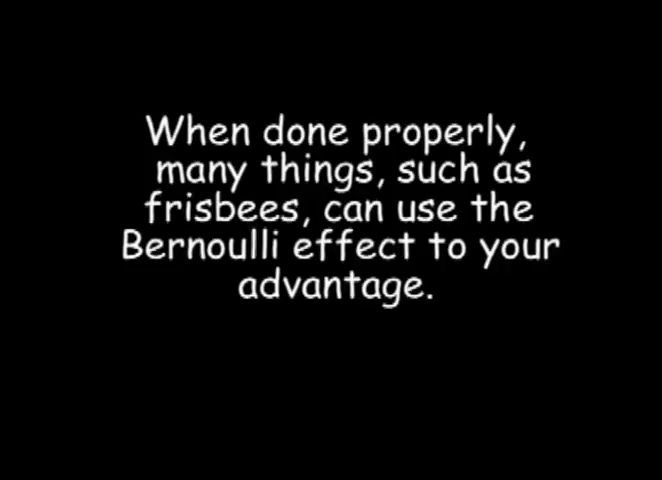 When done properly,
many things, such as
frisbees, can use the
Bernoulli effect to your
advantage.